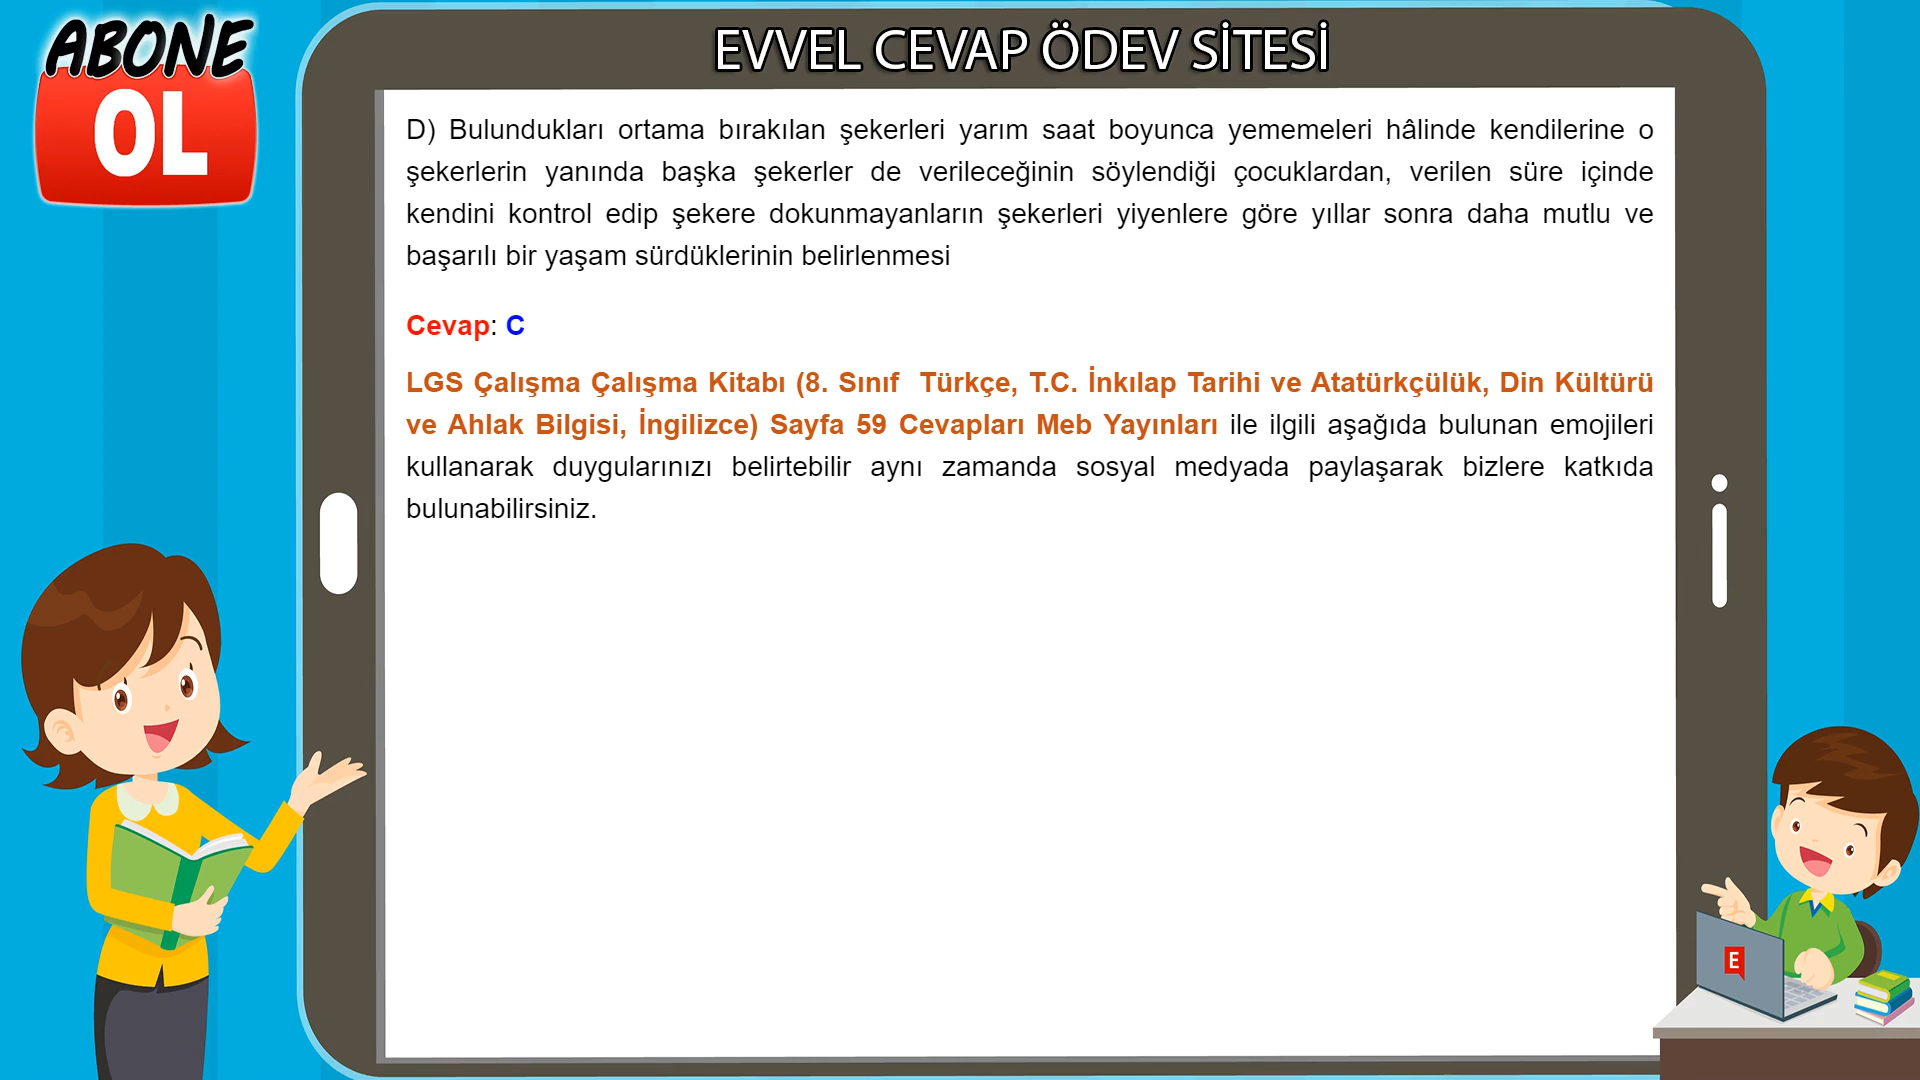 ABONE
OL
EVVEL CEVAP ÖDEV SİTESİ
D) Bulundukları ortama bırakılan şekerleri yarım saat boyunca yememeleri hâlinde kendilerine o
şekerlerin yanında başka şekerler de verileceğinin söylendiği çocuklardan, verilen süre içinde
kendini kontrol edip şekere dokunmayanların şekerleri yiyenlere göre yıllar sonra daha mutlu ve
başarılı bir yaşam sürdüklerinin belirlenmesi
Cevap: C
LGS Çalışma Çalışma Kitabı (8. Sınıf  Türkçe, T.C. İnkılap Tarihi ve Atatürkçülük, Din Kültürü
ve Ahlak Bilgisi, İngilizce) Sayfa 59 Cevapları Meb Yayınları ile ilgili aşağıda bulunan emojileri
kullanarak duygularınızı belirtebilir aynı zamanda sosyal medyada paylaşarak bizlere katkıda
bulunabilirsiniz.
E